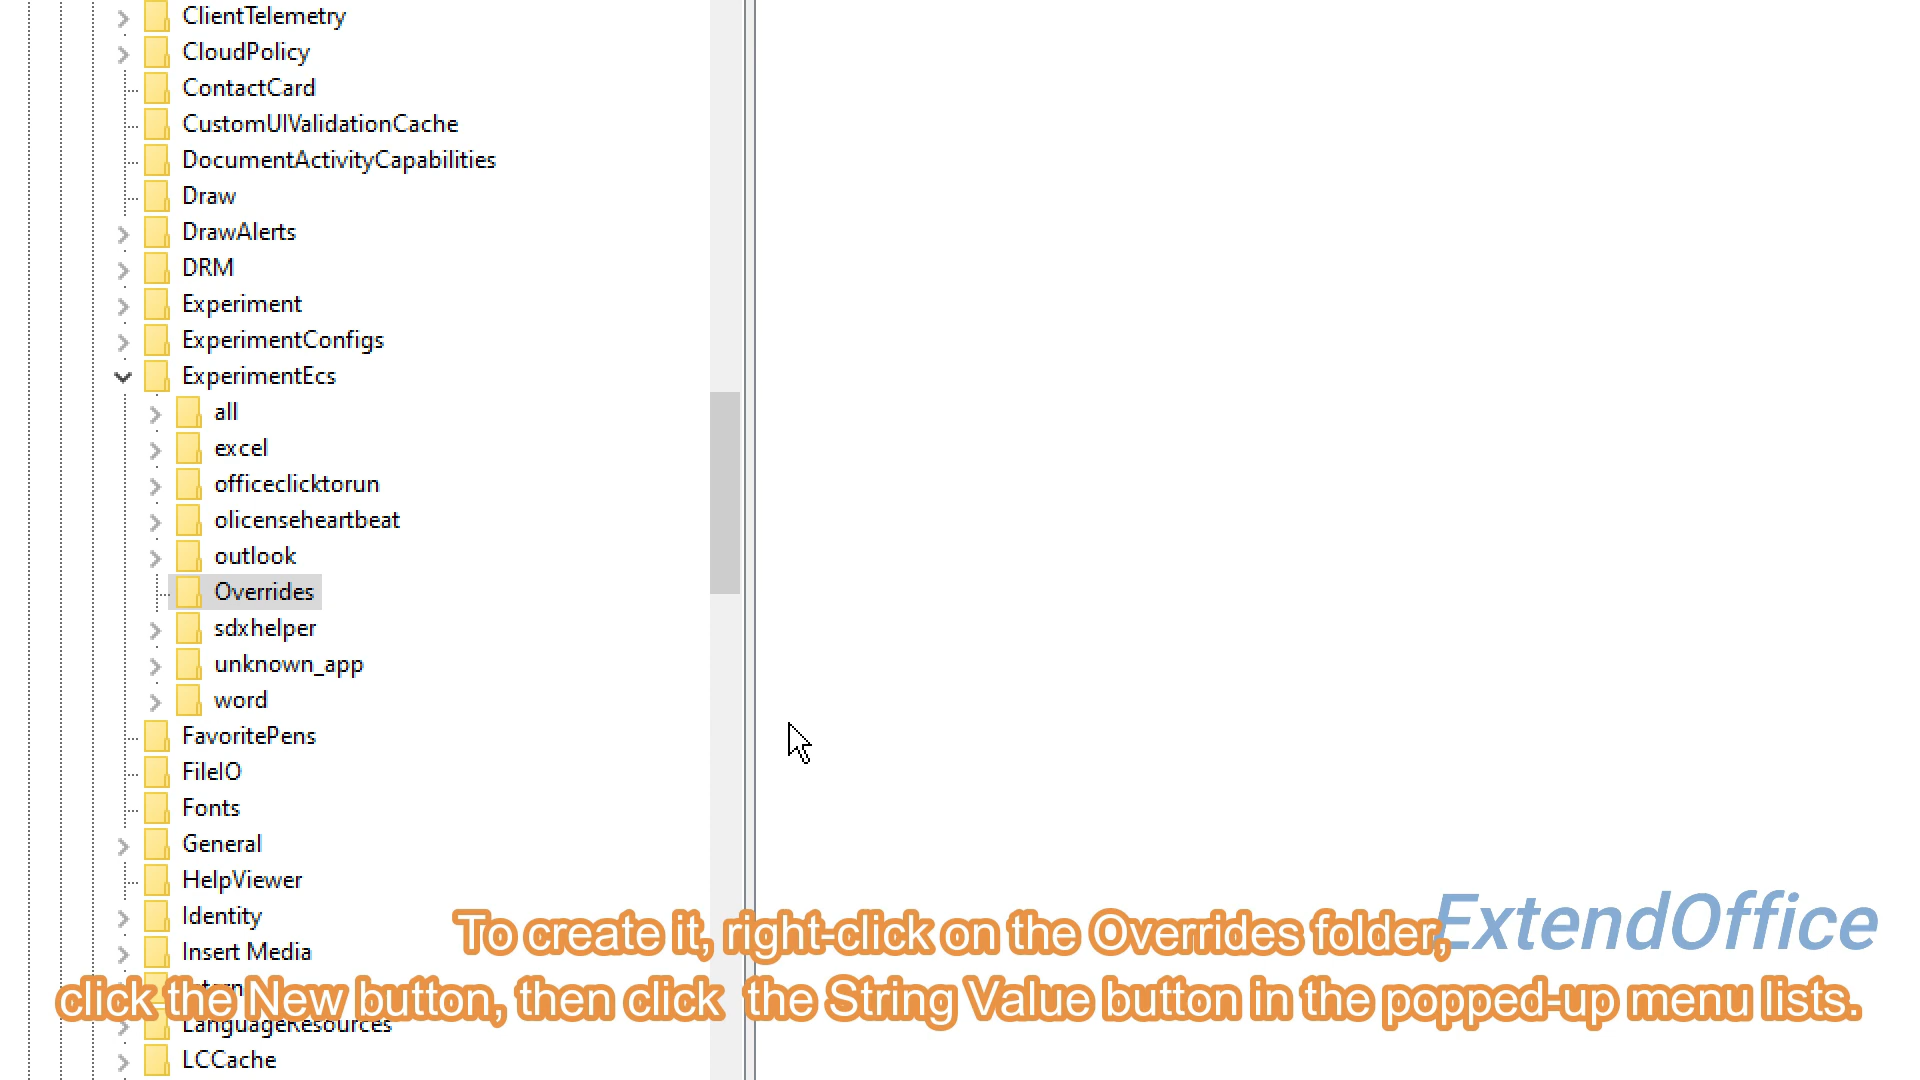 ClientTelemetry
CloudPolicy
ContactCard
CustomUIValidationCache
DocumentActivityCapabilities
Draw
DrawAlerts
DRM
Experiment
ExperimentConfigs
ExperimentEcs
all
excel
officeclicktorun
olicenseheartbeat
outlook
Overrides
sdxhelper
unknown_app
word
FavoritePens
FileIO
Fonts
General
HelpViewer
Identity
Insert Media
LanguageResources
LCCache
ExtendOffice
To create it, right-click on the Overrides folder,
click the New button, then click  the String Value button in the popped-up menu lists.